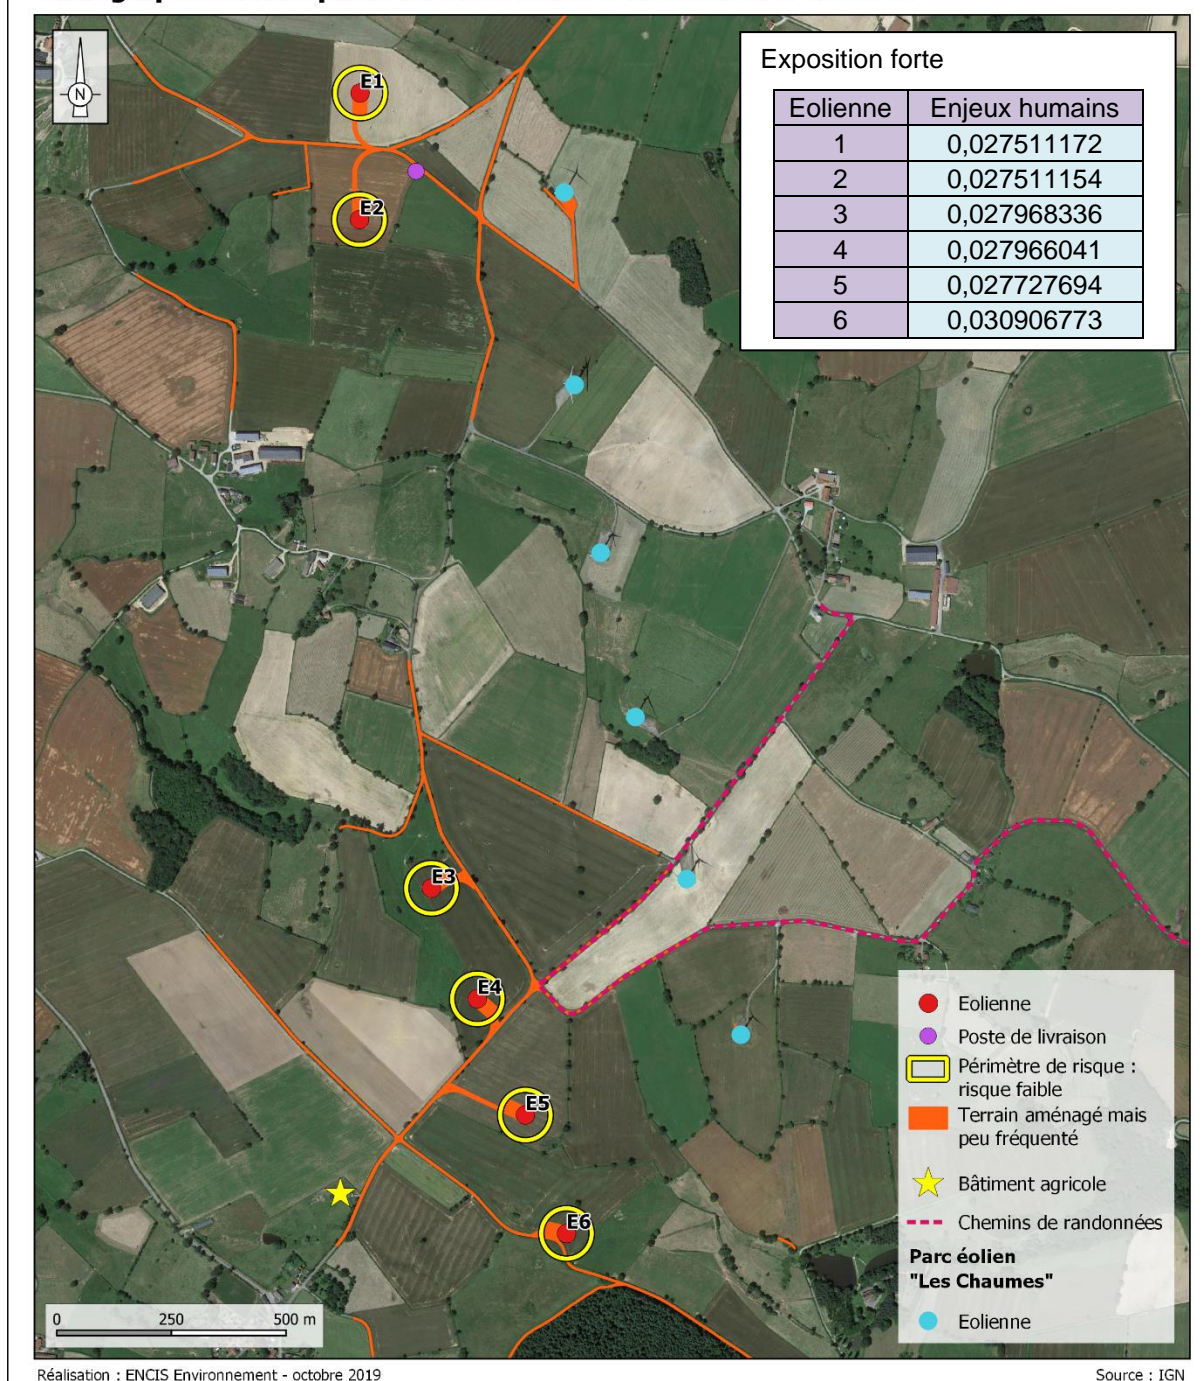 N
Exposition forte
Eolienne Enjeux humains
1 0,027511172
2 0,027511154
3 0,027968336
4 0,027966041
5 0,027727694
6 0,030906773
E1
E2
E3
E4
E5
E6
Eolienne
Poste de livraison
Périmètre de risque :
risque faible
Terrain aménagé mais
peu fréquenté
Bâtiment agricole
Chemins de randonnées
Parc éolien
"Les Chaumes"
Eolienne
0 250 500 m
Réalisation : ENCIS Environnement - octobre 2019 Source : IGN